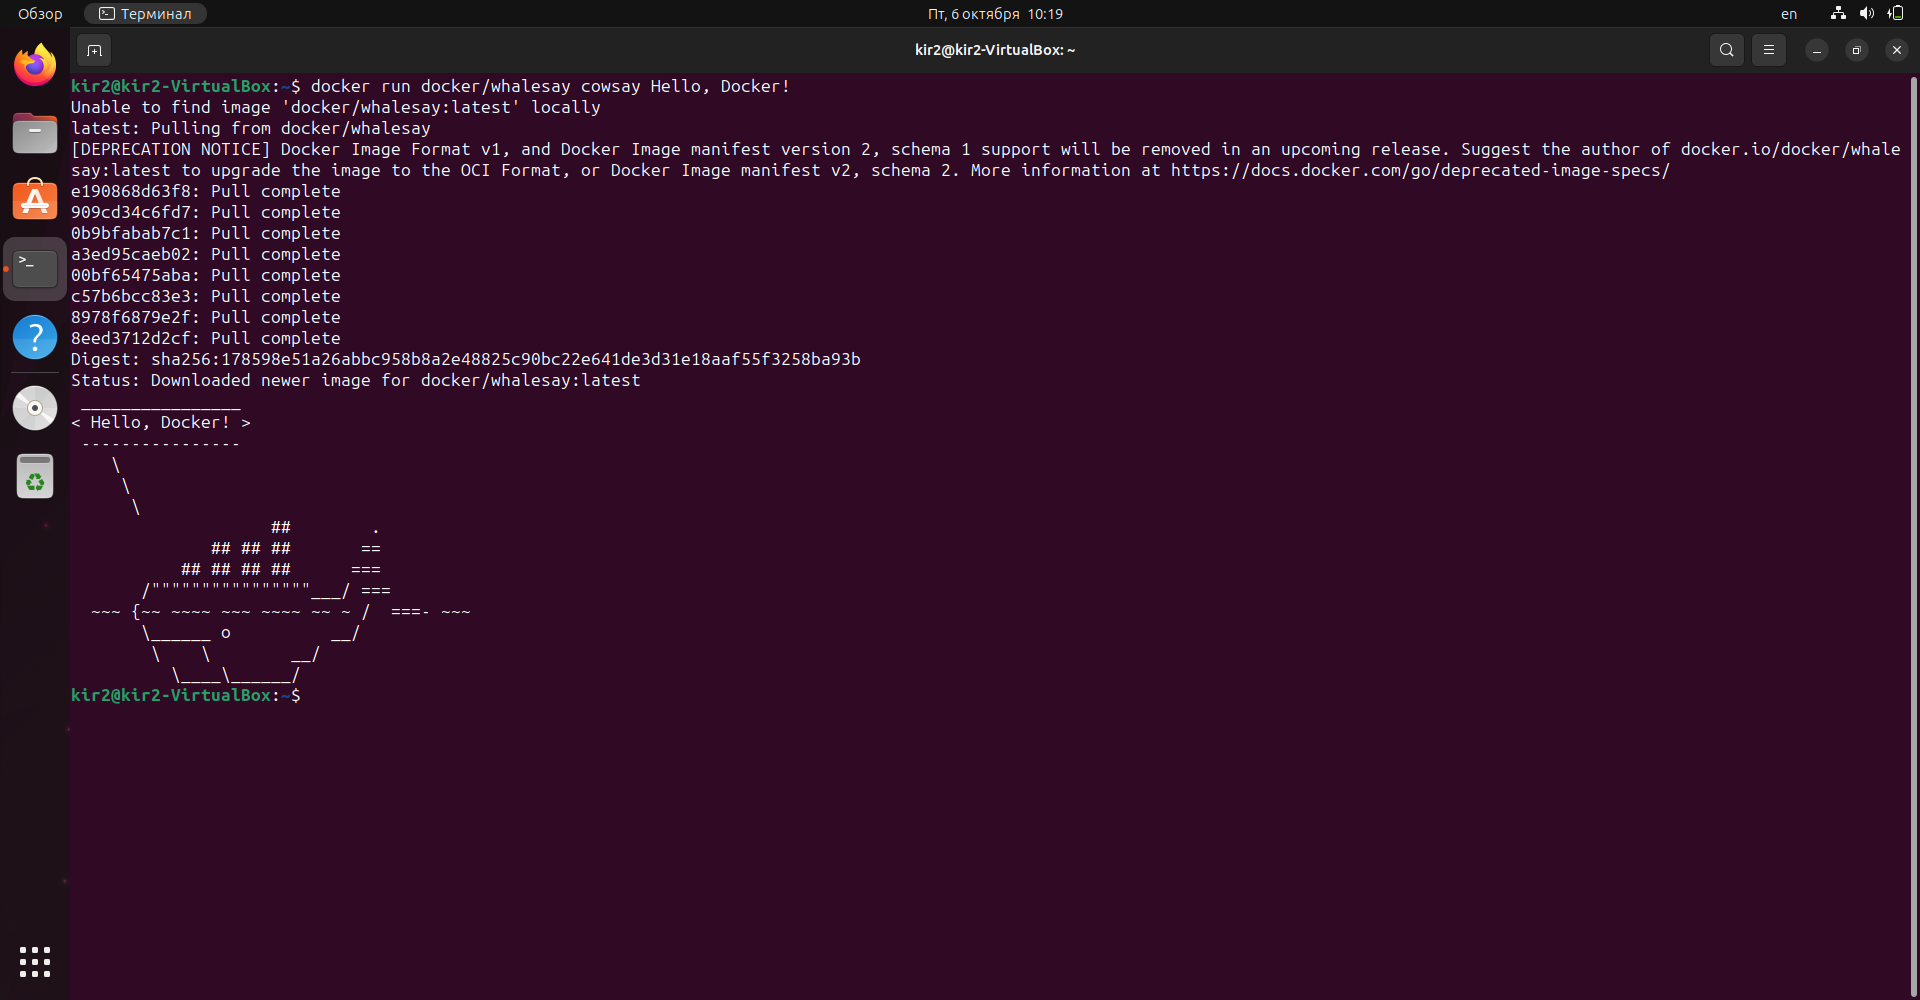 Обзор
Терминал
Пт, 6 октября 10:19
en
kir2@kir2-VirtualBox: ~
kir2@kir2-VirtualBox:~$ docker run docker/whalesay cowsay Hello, Docker!
Unable to find image 'docker/whalesay:latest' locally
latest: Pulling from docker/whalesay
[DEPRECATION NOTICE] Docker Image Format v1, and Docker Image manifest version 2, schema 1 support will be removed in an upcoming release. Suggest the author of docker.io/docker/whale
say:latest to upgrade the image to the OCI Format, or Docker Image manifest v2, schema 2. More information at https://docs.docker.com/go/deprecated-image-specs/
e190868d63f8: Pull complete
909cd34c6fd7: Pull complete
0b9bfabab7c1: Pull complete
a3ed95caeb02: Pull complete
00bf65475aba: Pull complete
c57b6bcc83e3: Pull complete
8978f6879e2f: Pull complete
8eed3712d2cf: Pull complete
Digest: sha256:178598e51a26abbc958b8a2e48825c90bc22e641de3d31e18aaf55f3258ba93b
Status: Downloaded newer image for docker/whalesay:latest
 ________________
< Hello, Docker! >
 ----------------
    \
     \
      \
                    ##        .
              ## ## ##       ==
           ## ## ## ##      ===
       /""""""""""""""""___/ ===
  ~~~ {~~ ~~~~ ~~~ ~~~~ ~~ ~ /  ===- ~~~
       \______ o          __/
        \    \        __/
          \____\______/
kir2@kir2-VirtualBox:~$